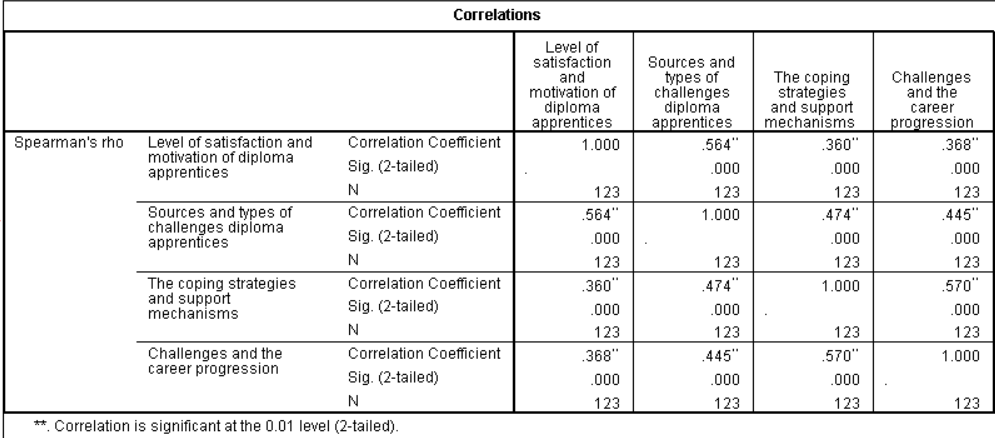 Correlations
Level of satisfaction and motivation of diploma apprentices
Sources and types of challenges diploma apprentices
The coping strategies and support mechanisms
Challenges and the career progression
Spearman's rho
Level of satisfaction and motivation of diploma apprentices
Correlation Coefficient 1.000 .564** .360** .368**
Sig. (2-tailed) . .000 .000 .000
N 123 123 123 123
Sources and types of challenges diploma apprentices
Correlation Coefficient .564** 1.000 .474** .445**
Sig. (2-tailed) .000 . .000 .000
N 123 123 123 123
The coping strategies and support mechanisms
Correlation Coefficient .360** .474** 1.000 .570**
Sig. (2-tailed) .000 .000 . .000
N 123 123 123 123
Challenges and the career progression
Correlation Coefficient .368** .445** .570** 1.000
Sig. (2-tailed) .000 .000 .000 .
N 123 123 123 123
**. Correlation is significant at the 0.01 level (2-tailed).